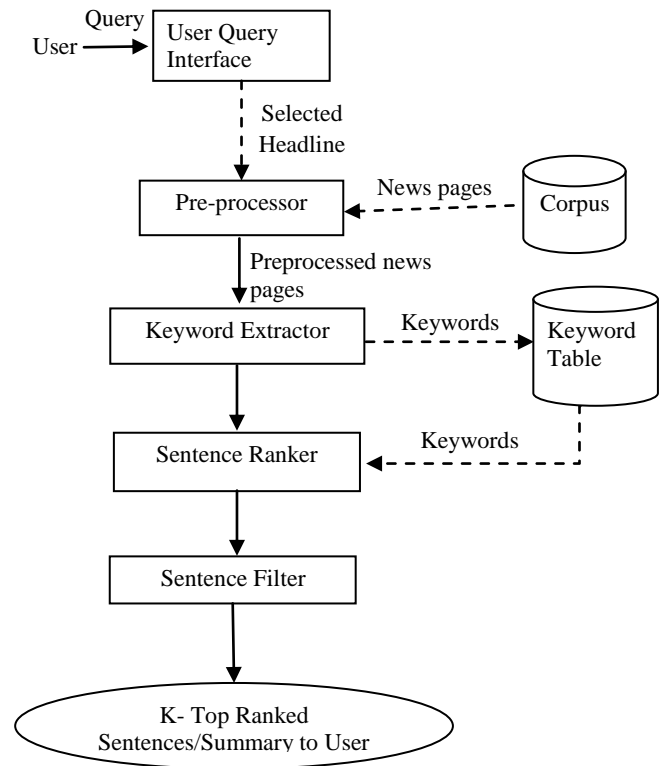 Query
User
User Query
Interface
Selected
Headline
News pages
Pre-processor
Corpus
Preprocessed news
pages
Keyword Extractor
Keywords
Keyword
Table
Keywords
Sentence Ranker
Sentence Filter
K- Top Ranked
Sentences/Summary to User